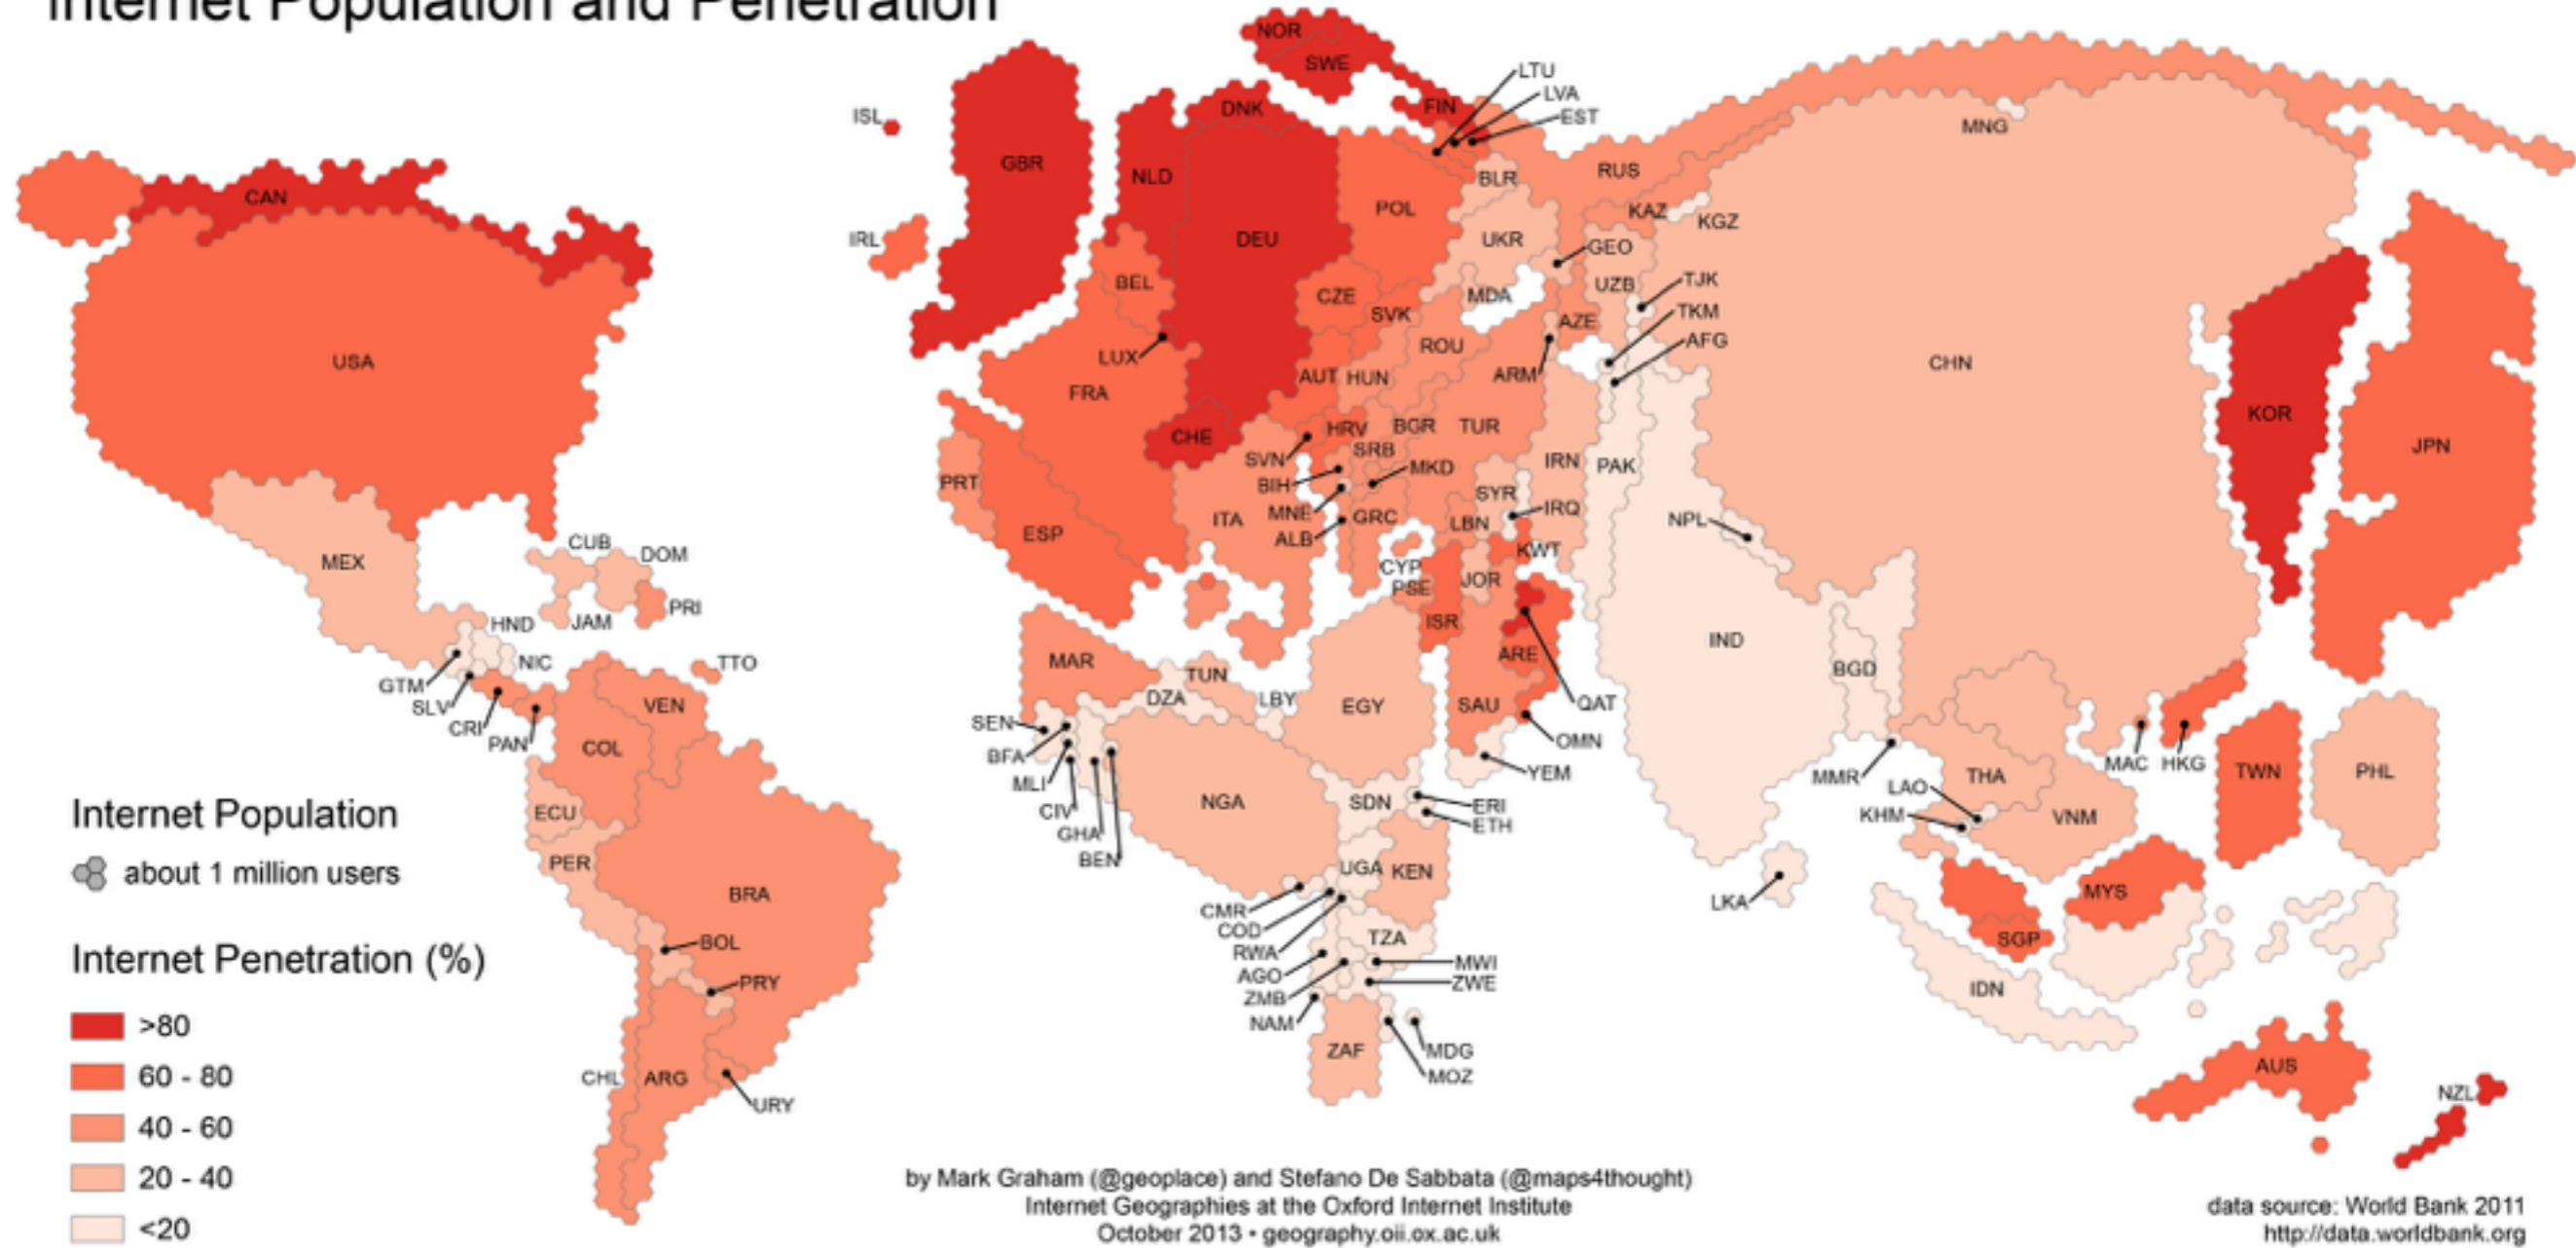 Internet Population and Penetration
NOR
SWE
FIN
LTU
LVA
EST
DNK
ISL
GBR
NLD
DEU
POL
BLR
RUS
MNG
CAN
IRL
BEL
UKR
KAZ
KGZ
GEO
UZB
TJK
TKM
AFG
CZE
SVK
MDA
AZE
LUX
FRA
AUT
HUN
ROU
ARM
USA
CHN
KOR
JPN
CHE
HRV
BGR
TUR
SVN
SRB
BIH
MKD
IRN
PAK
PRT
ESP
ITA
MNE
GRC
ALB
SYR
LBN
IRQ
KWT
NPL
MEX
CUB
DOM
PRI
JAM
HND
CYP
PSE
JOR
ISR
ARE
IND
BGD
NIC
TTO
GTM
SLV
CRI
PAN
VEN
COL
MAR
TUN
DZA
LBY
EGY
SAU
QAT
OMN
YEM
SEN
BFA
MLI
CIV
GHA
BEN
NGA
SDN
ERI
ETH
MMR
LAO
KHM
THA
VNM
MAC
HKG
TWN
PHL
ECU
PER
BRA
UGA
KEN
LKA
MYS
SGP
IDN
CMR
COD
RWA
AGO
ZMB
NAM
TZA
MWI
ZWE
ZAF
MDG
MOZ
BOL
PRY
CHL
ARG
URY
AUS
NZL
Internet Population
about 1 million users
Internet Penetration (%)
>80
60 - 80
40 - 60
20 - 40
<20
by Mark Graham (@geoplace) and Stefano De Sabbata (@maps4thought)
Internet Geographies at the Oxford Internet Institute
October 2013 • geography.oii.ox.ac.uk
data source: World Bank 2011
http://data.worldbank.org